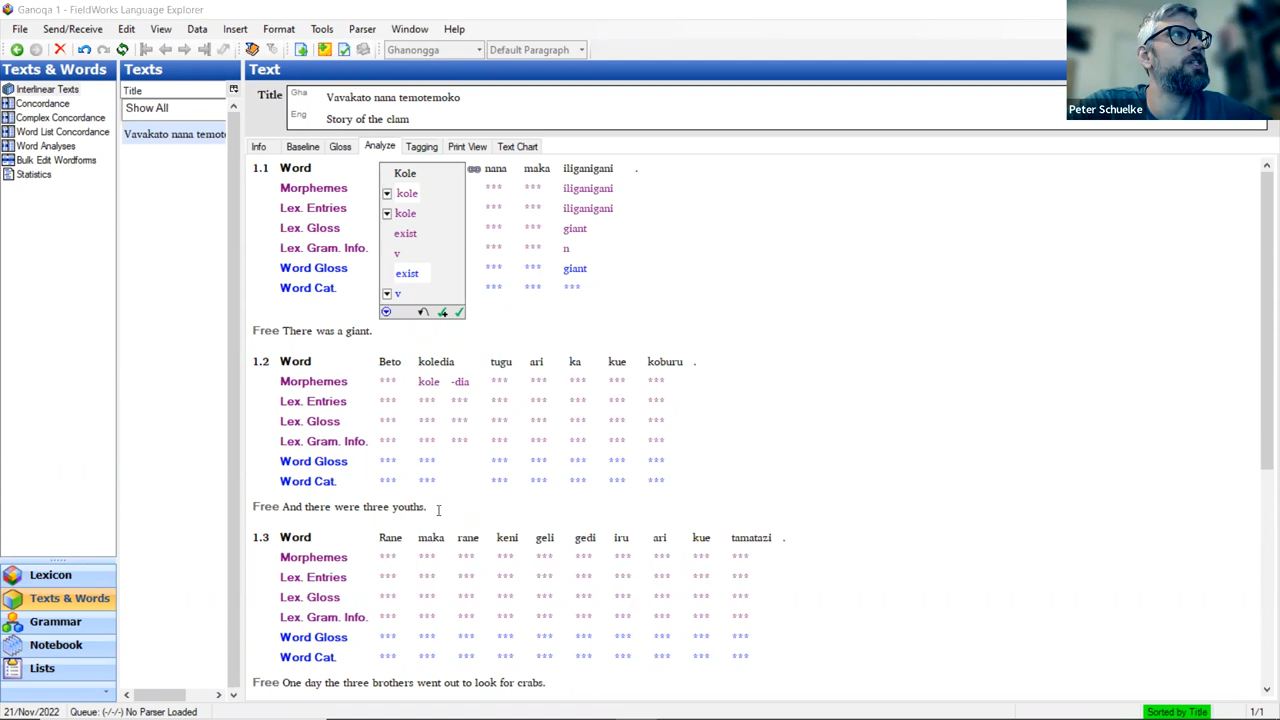 Ganoqa 1 - FieldWorks Language Explorer
File Send/Receive Edit View Data Insert Format Tools Parser Window Help
Ghanongga Default Paragraph
Peter Schuelke
Texts & Words
Interlinear Texts
Concordance
Complex Concordance
Word List Concordance
Word Analyses
Bulk Edit Wordforms
Statistics
Lexicon
Texts & Words
Grammar
Notebook
Lists
Texts
Title
Show All
Vavakato nana temot
Text
Title Gha Vavakato nana temotemoko
Eng Story of the clam
Info Baseline Gloss Analyze Tagging Print View Text Chart
1.1 Word Kole nana maka iliganigani .
Morphemes kole *** *** iliganigani
Lex. Entries kole *** *** iliganigani
Lex. Gloss exist *** *** giant
Lex. Gram. Info. v *** *** n
Word Gloss exist *** *** giant
Word Cat. v *** *** ***
Free There was a giant.
1.2 Word Beto koledia tugu ari ka kue koburu .
Morphemes *** kole -dia *** *** *** *** ***
Lex. Entries *** *** *** *** *** *** *** ***
Lex. Gloss *** *** *** *** *** *** *** ***
Lex. Gram. Info. *** *** *** *** *** *** *** ***
Word Gloss *** *** *** *** *** *** ***
Word Cat. *** *** *** *** *** *** ***
Free And there were three youths.
1.3 Word Rane maka rane keni geli gedi iru ari kue tamatazi .
Morphemes *** *** *** *** *** *** *** *** *** ***
Lex. Entries *** *** *** *** *** *** *** *** *** ***
Lex. Gloss *** *** *** *** *** *** *** *** *** ***
Lex. Gram. Info. *** *** *** *** *** *** *** *** *** ***
Word Gloss *** *** *** *** *** *** *** *** *** ***
Word Cat. *** *** *** *** *** *** *** *** *** ***
Free One day the three brothers went out to look for crabs.
21/Nov/2022 Queue: (-/-/-) No Parser Loaded Sorted by Title 1/1